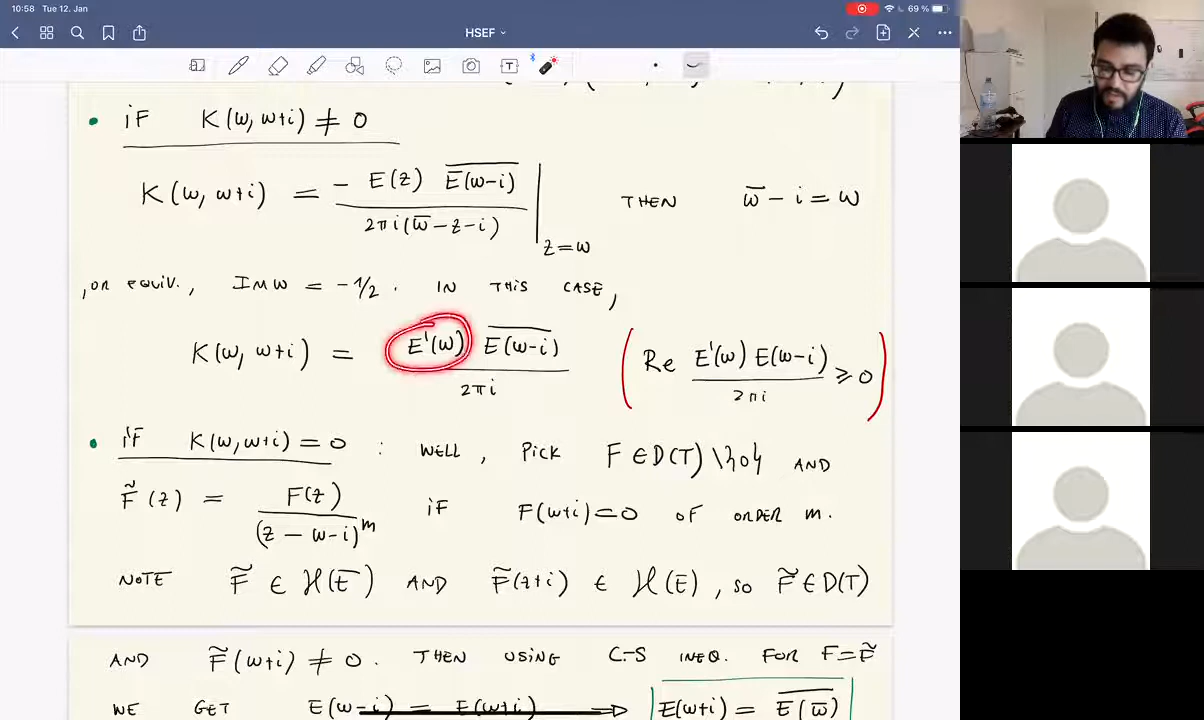 10:58 Tue 12. Jan 69 %
HSEF
• iF K(w, w+i) ≠ 0
K(w, w+i) = - E(z) \overline{E(w-i)} / 2πi(\overline{w}-z-i) |_{z=w} THEN \overline{w} - i = w
, OR EQUIV., IM W = -1/2 . IN THIS CASE,
K(w, w+i) = E'(w) \overline{E(w-i)} / 2πi ( Re E'(w) E(w-i) / 2πi ≥ 0 )
• iF K(w, w+i) = 0 : WELL, PICK F ∈ D(T) \ {0} AND
\tilde{F}(z) = F(z) / (z - w - i)^m iF F(w+i) = 0 OF ORDER m.
NOTE \tilde{F} ∈ H(E) AND \tilde{F}(z+i) ∈ H(E), so \tilde{F} ∈ D(T)
AND \tilde{F}(w+i) ≠ 0. THEN USING C.-S INEQ. FOR F = \tilde{F}
WE GET E(w-i) = E(w+i) ⟹ E(w+i) = \overline{E(\overline{w})}